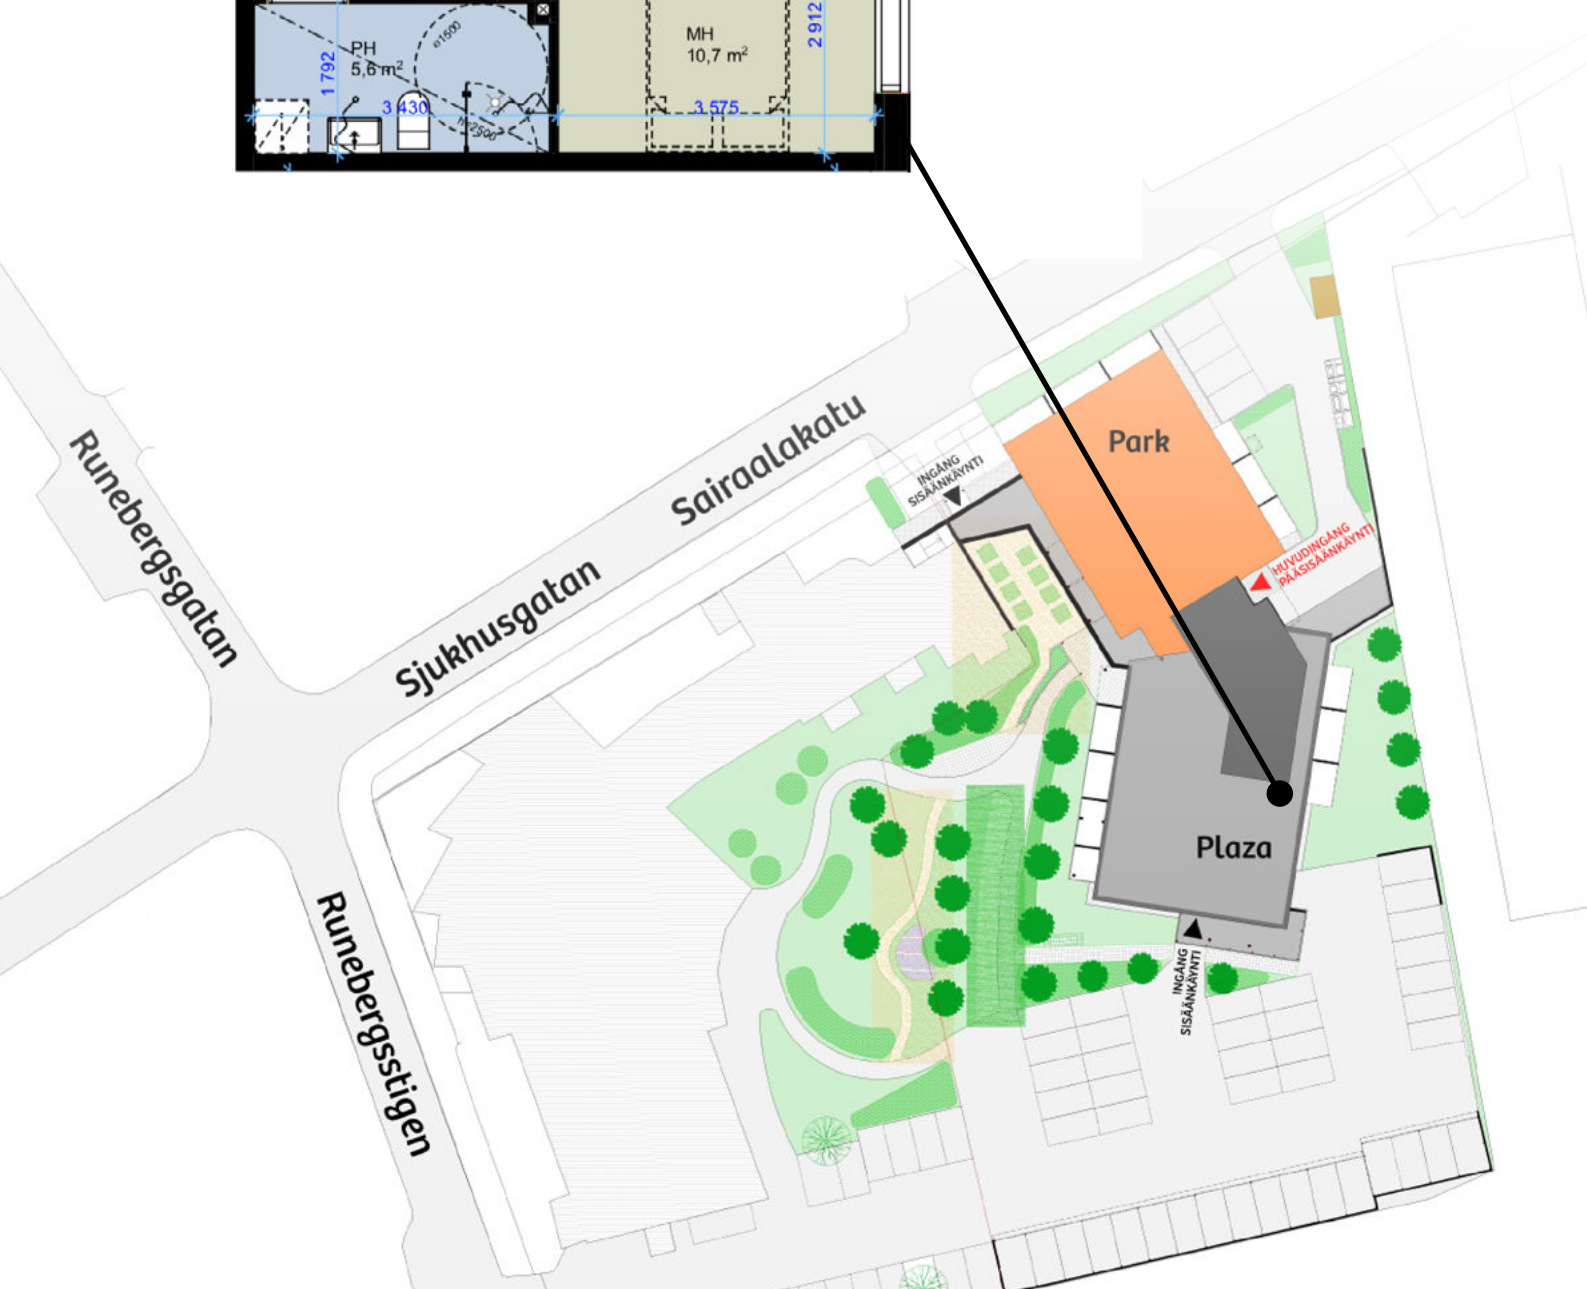 ø1500
2 912
MH
10,7 m²
PH
5,6 m²
1 792
3 430
3 575
h=2500
Sairaalakatu
Park
INGÅNG
SISÄÄNKÄYNTI
Runebergsgatan
HUVUDINGÅNG
PÄÄSISÄÄNKÄYNTI
Sjukhusgatan
Plaza
INGÅNG
SISÄÄNKÄYNTI
Runebergsstigen